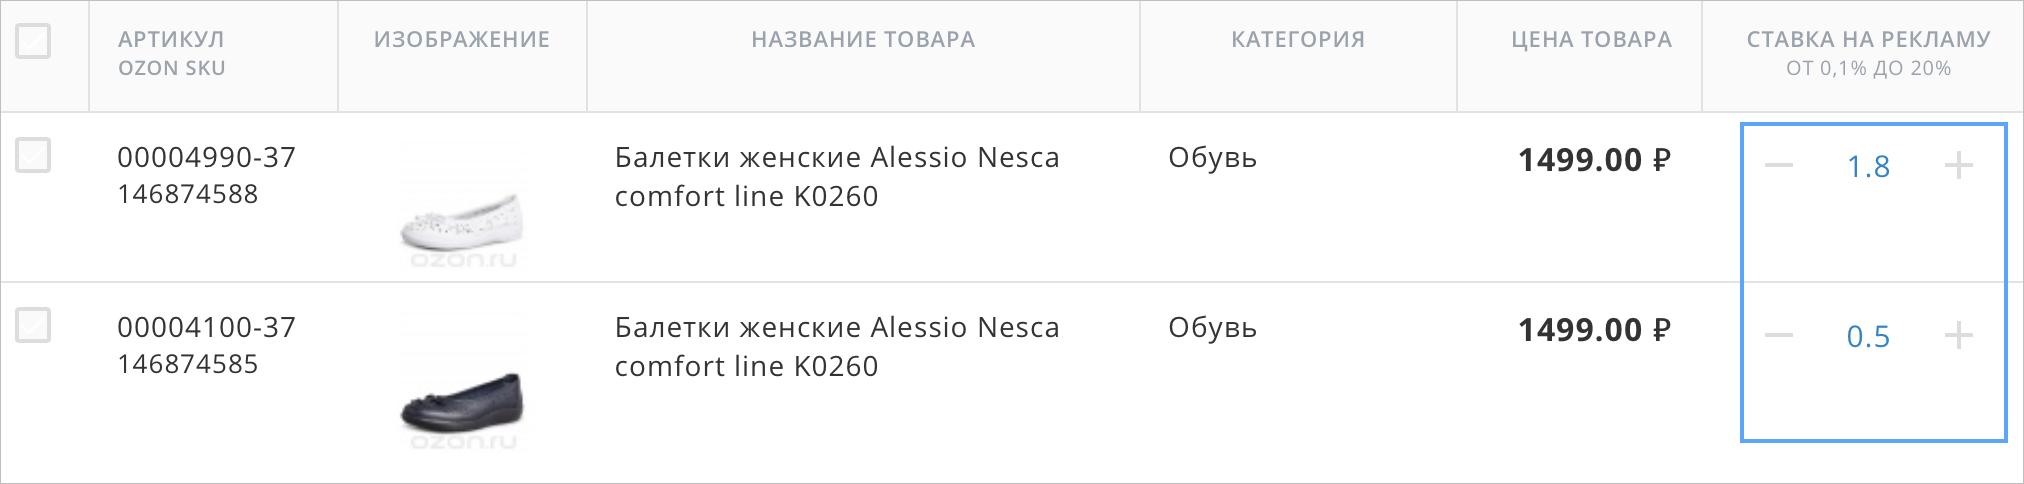 АРТИКУЛ
OZON SKU
ИЗОБРАЖЕНИЕ
НАЗВАНИЕ ТОВАРА
КАТЕГОРИЯ
ЦЕНА ТОВАРА
СТАВКА НА РЕКЛАМУ
ОТ 0,1% ДО 20%
00004990-37
146874588
ozon.ru
Балетки женские Alessio Nesca
comfort line K0260
Обувь
1499.00 ₽
— 1.8 +
00004100-37
146874585
ozon.ru
Балетки женские Alessio Nesca
comfort line K0260
Обувь
1499.00 ₽
— 0.5 +